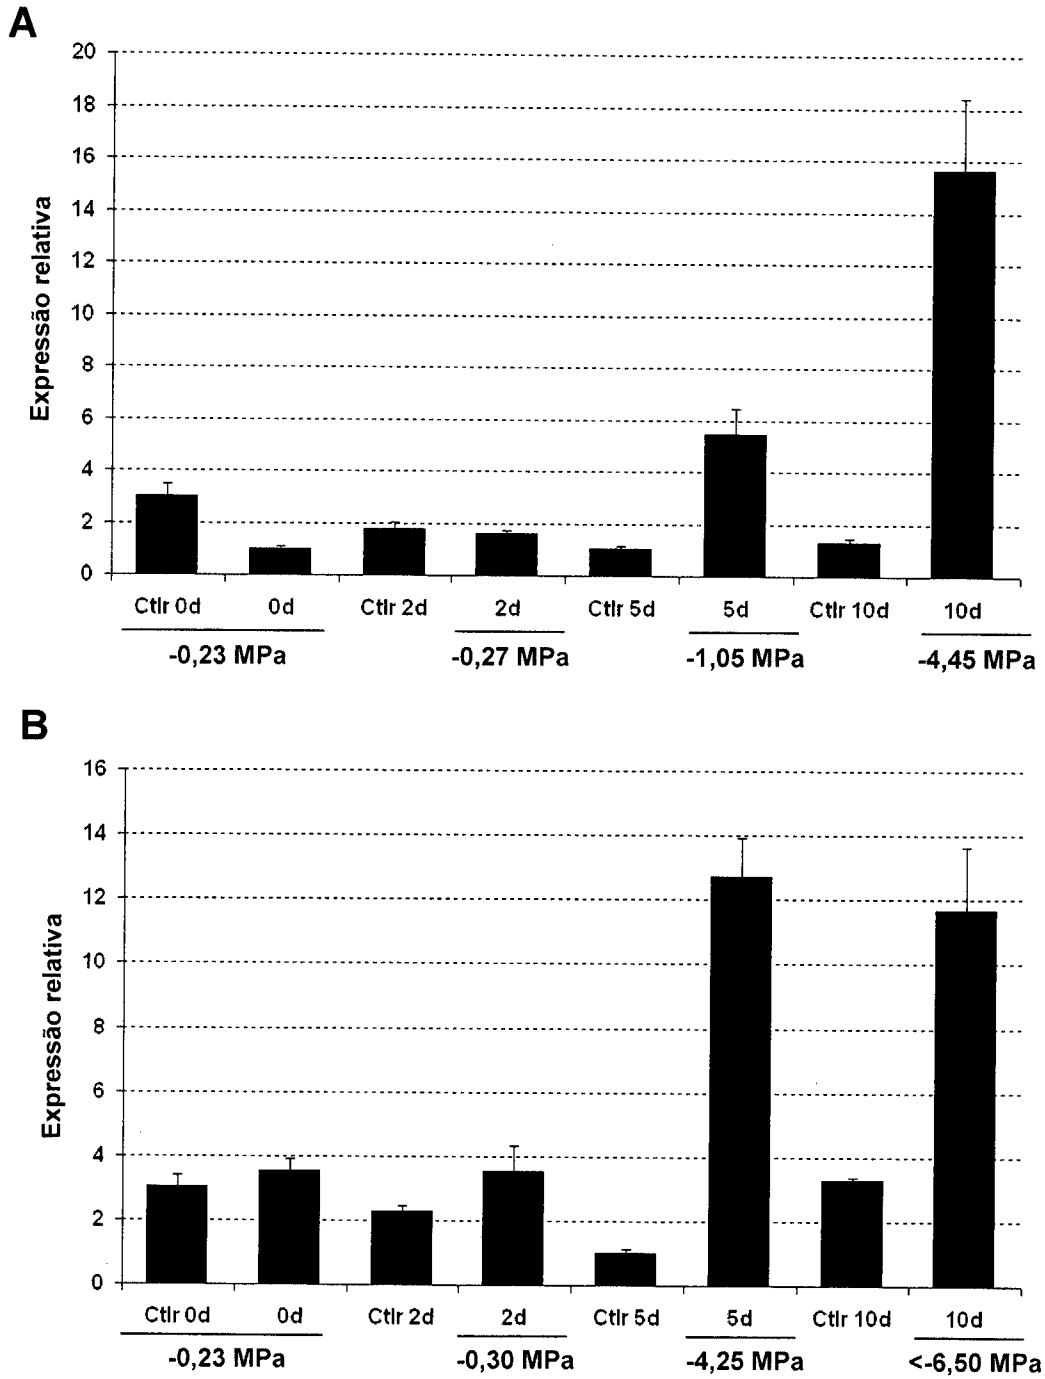 A
20
18
16
14
12
10
8
6
4
2
0
Expressão relativa
Ctlr 0d 0d Ctlr 2d 2d Ctlr 5d 5d Ctlr 10d 10d
-0,23 MPa -0,27 MPa -1,05 MPa -4,45 MPa
B
16
14
12
10
8
6
4
2
0
Expressão relativa
Ctlr 0d 0d Ctlr 2d 2d Ctlr 5d 5d Ctlr 10d 10d
-0,23 MPa -0,30 MPa -4,25 MPa <-6,50 MPa